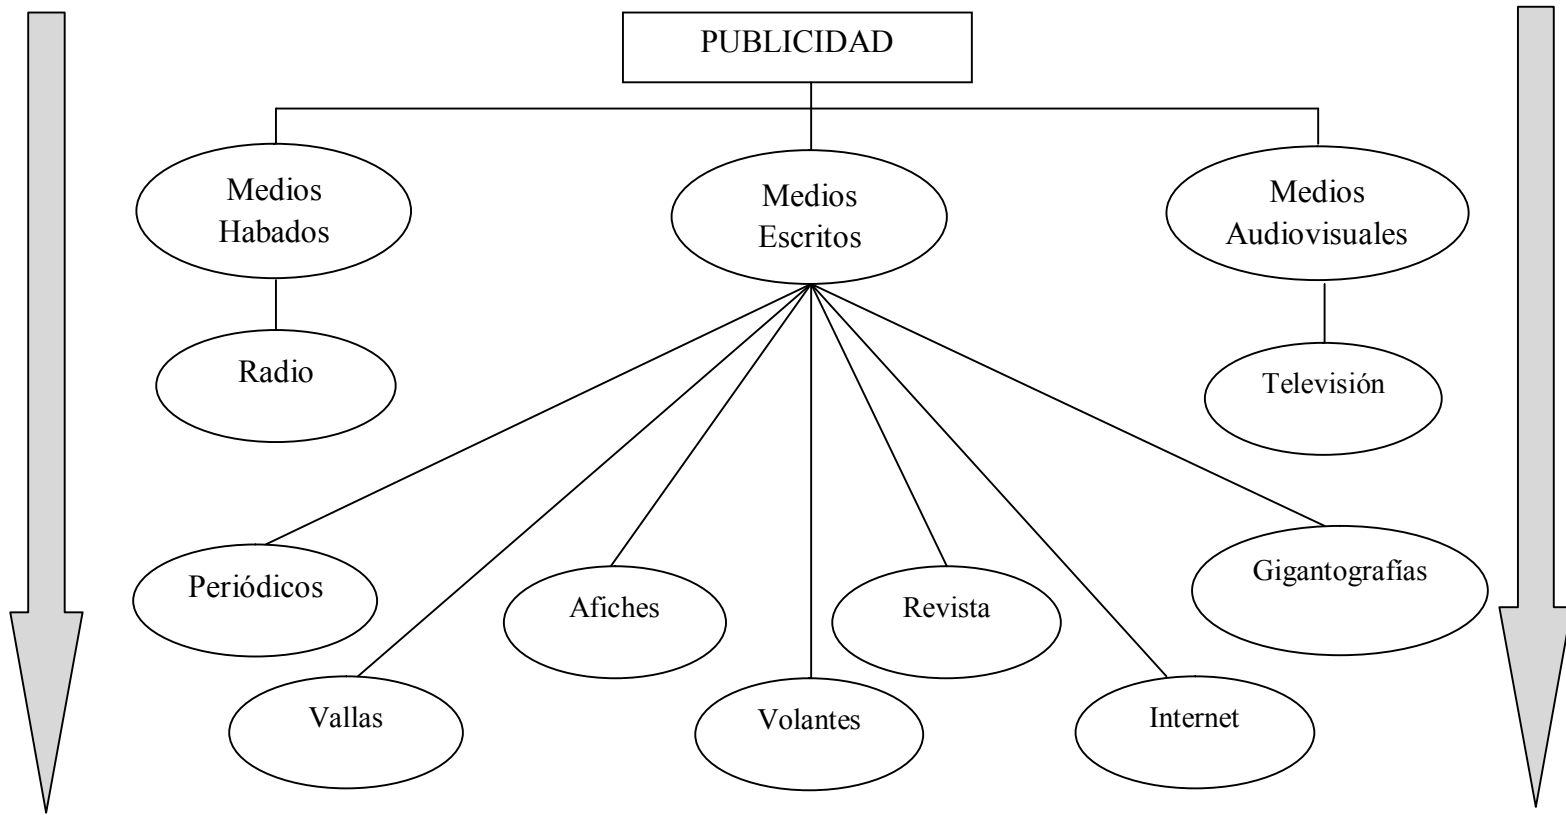 PUBLICIDAD
Medios
Habados
Medios
Escritos
Medios
Audiovisuales
Radio
Televisión
Periódicos
Afiches
Revista
Gigantografías
Vallas
Volantes
Internet